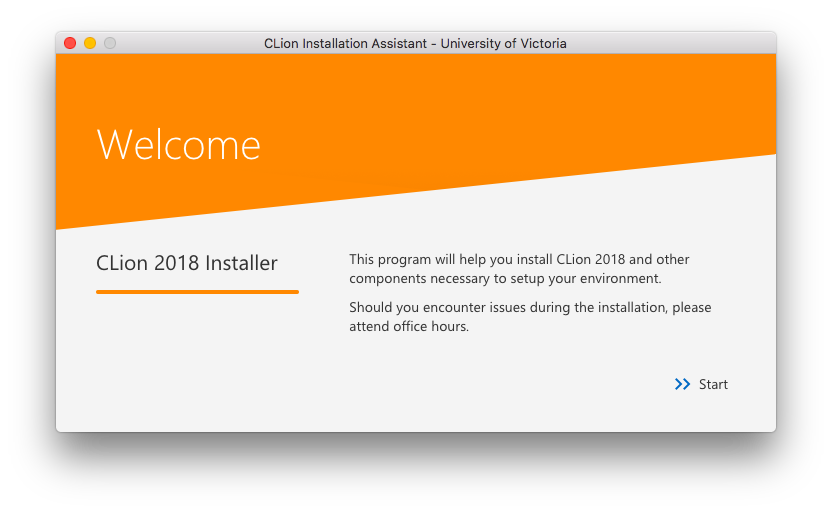 CLion Installation Assistant - University of Victoria
Welcome
CLion 2018 Installer
This program will help you install CLion 2018 and other
components necessary to setup your environment.
Should you encounter issues during the installation, please
attend office hours.
Start